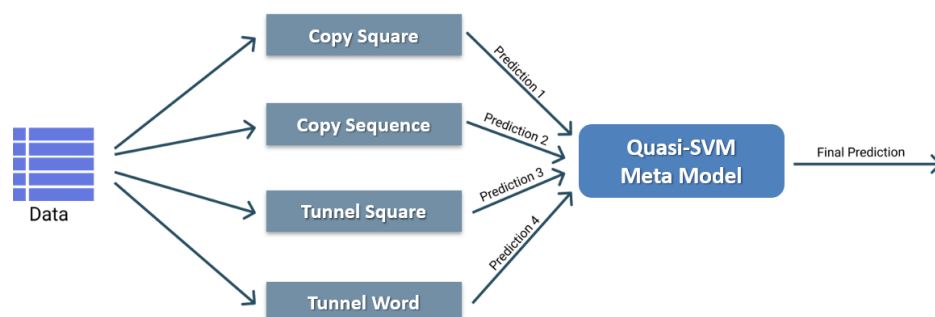 Copy Square
Prediction 1
Copy Sequence
Prediction 2
Quasi-SVM
Meta Model
Final Prediction
Data
Tunnel Square
Prediction 3
Prediction 4
Tunnel Word